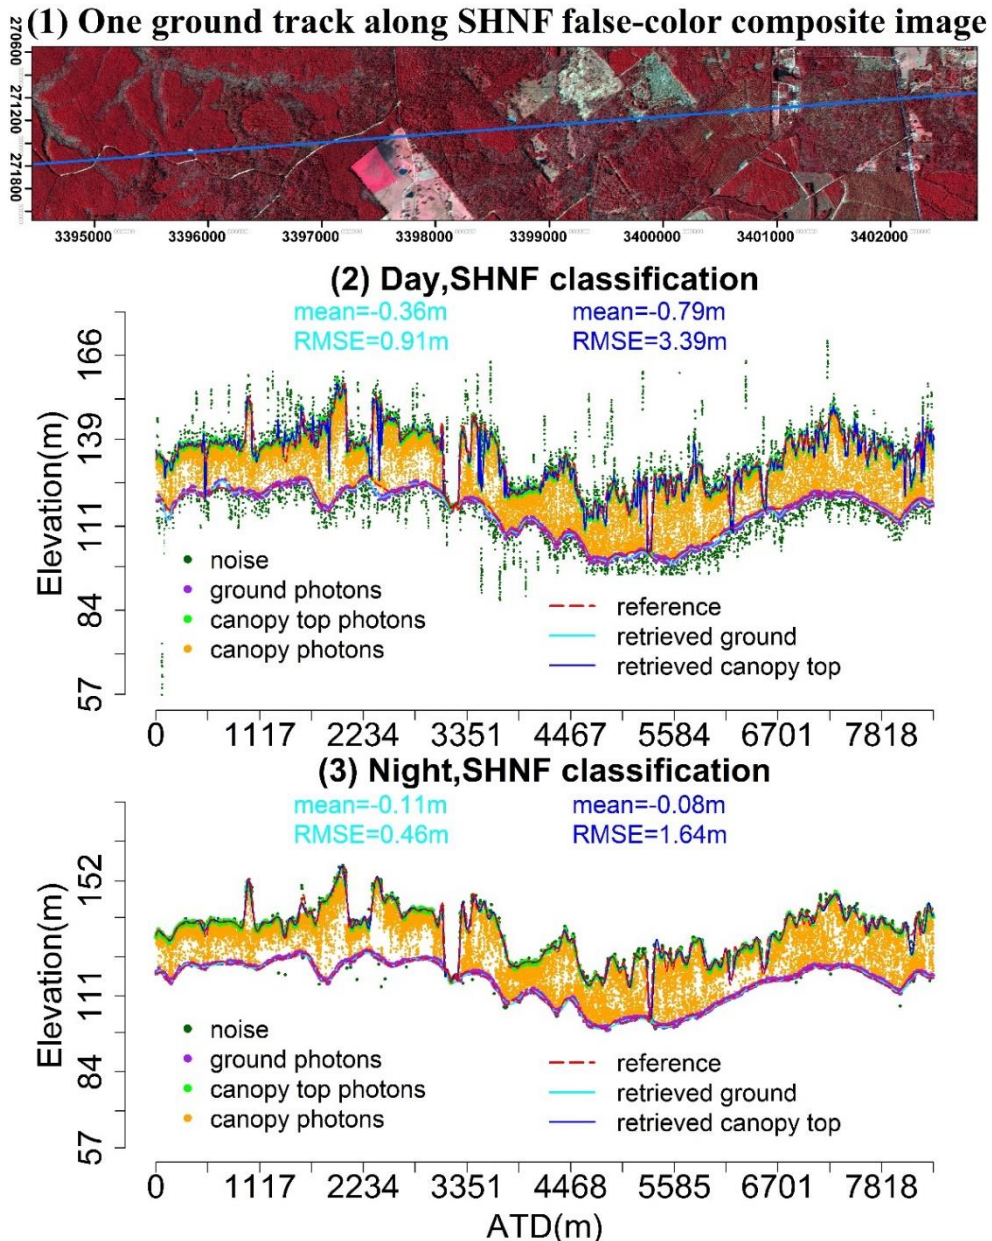 (1) One ground track along SHNF false-color composite image
270600
271200
271800
3395000 3396000 3397000 3398000 3399000 3400000 3401000 3402000
(2) Day,SHNF classification
mean=-0.36m mean=-0.79m
RMSE=0.91m RMSE=3.39m
Elevation(m)
166
139
111
84
57
noise
ground photons
canopy top photons
canopy photons
reference
retrieved ground
retrieved canopy top
0 1117 2234 3351 4467 5584 6701 7818
(3) Night,SHNF classification
mean=-0.11m mean=-0.08m
RMSE=0.46m RMSE=1.64m
Elevation(m)
152
111
84
57
noise
ground photons
canopy top photons
canopy photons
reference
retrieved ground
retrieved canopy top
0 1117 2234 3351 4468 5585 6701 7818
ATD(m)